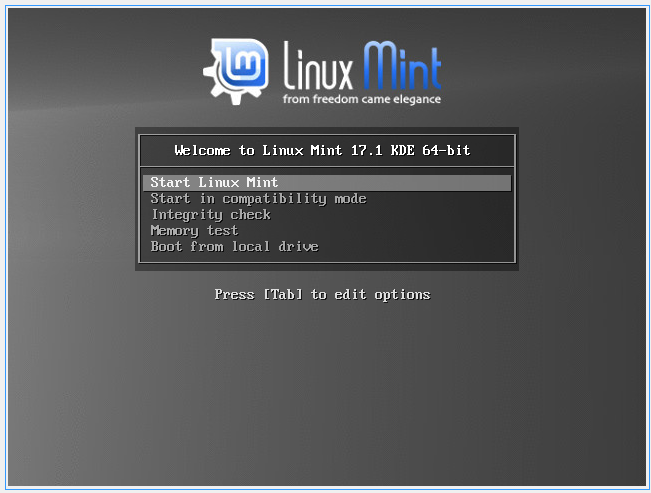 Linux Mint
from freedom came elegance
Welcome to Linux Mint 17.1 KDE 64-bit
Start Linux Mint
Start in compatibility mode
Integrity check
Memory test
Boot from local drive
Press [Tab] to edit options